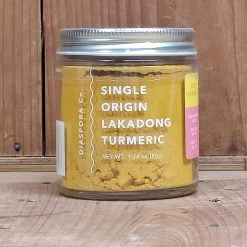 DIASPORA Co.
SINGLE
ORIGIN
LAKADONG
TURMERIC